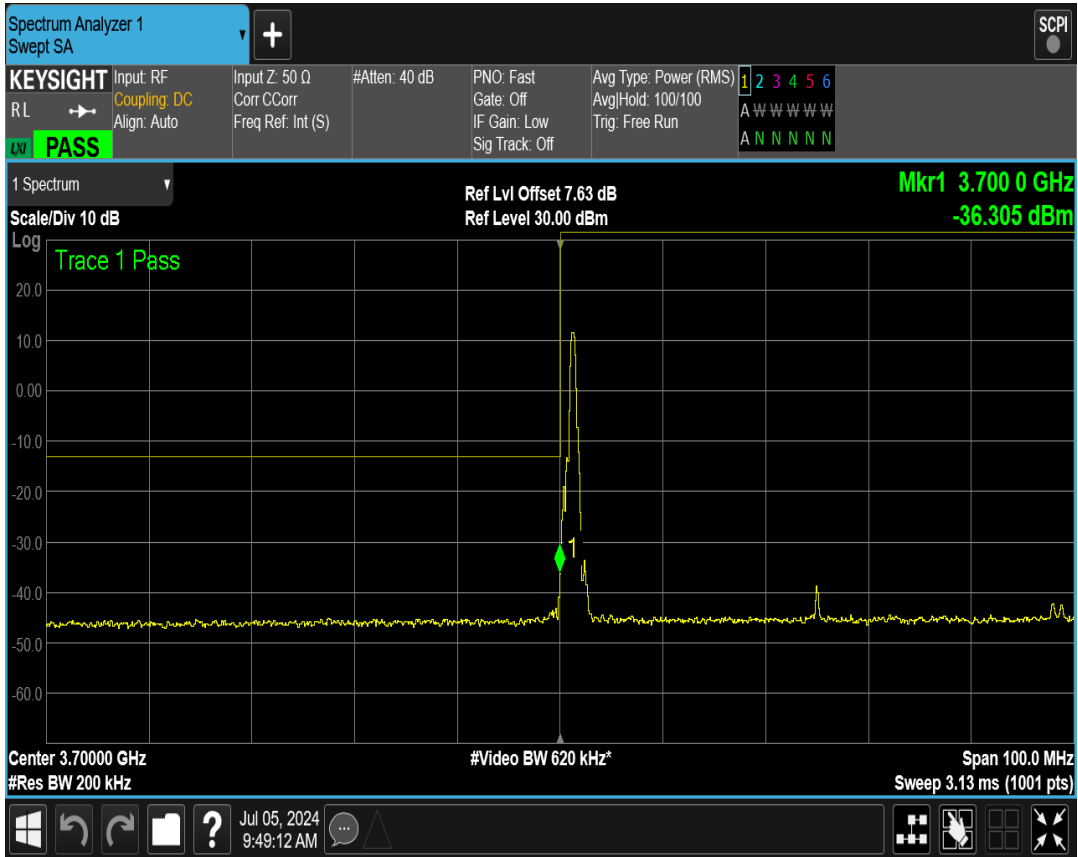 Spectrum Analyzer 1
Swept SA
+
SCPI
KEYSIGHT
RL
LXI PASS
Input: RF
Coupling: DC
Align: Auto
Input Z: 50 Ω
Corr CCorr
Freq Ref: Int (S)
#Atten: 40 dB
PNO: Fast
Gate: Off
IF Gain: Low
Sig Track: Off
Avg Type: Power (RMS)
Avg|Hold: 100/100
Trig: Free Run
1 2 3 4 5 6
A W W W W W
A N N N N N
1 Spectrum
Scale/Div 10 dB
Ref Lvl Offset 7.63 dB
Ref Level 30.00 dBm
Mkr1 3.700 0 GHz
-36.305 dBm
Log
Trace 1 Pass
20.0
10.0
0.00
-10.0
-20.0
-30.0
-40.0
-50.0
-60.0
1
Center 3.70000 GHz
#Res BW 200 kHz
#Video BW 620 kHz*
Span 100.0 MHz
Sweep 3.13 ms (1001 pts)
?
Jul 05, 2024
9:49:12 AM